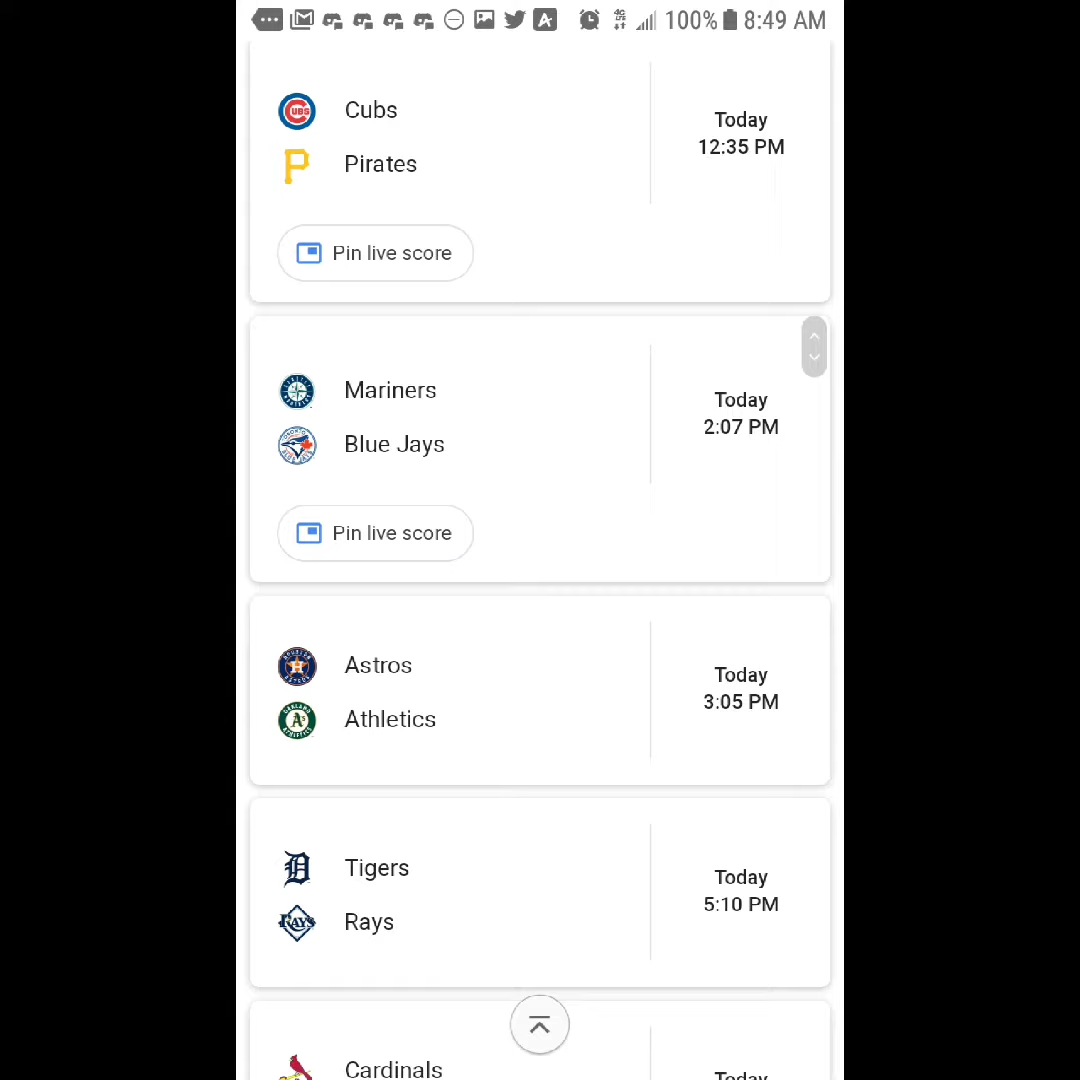 100% 8:49 AM
Cubs
Pirates
Today
12:35 PM
Pin live score
Mariners
Blue Jays
Today
2:07 PM
Pin live score
Astros
Athletics
Today
3:05 PM
Tigers
Rays
Today
5:10 PM
Cardinals
Today